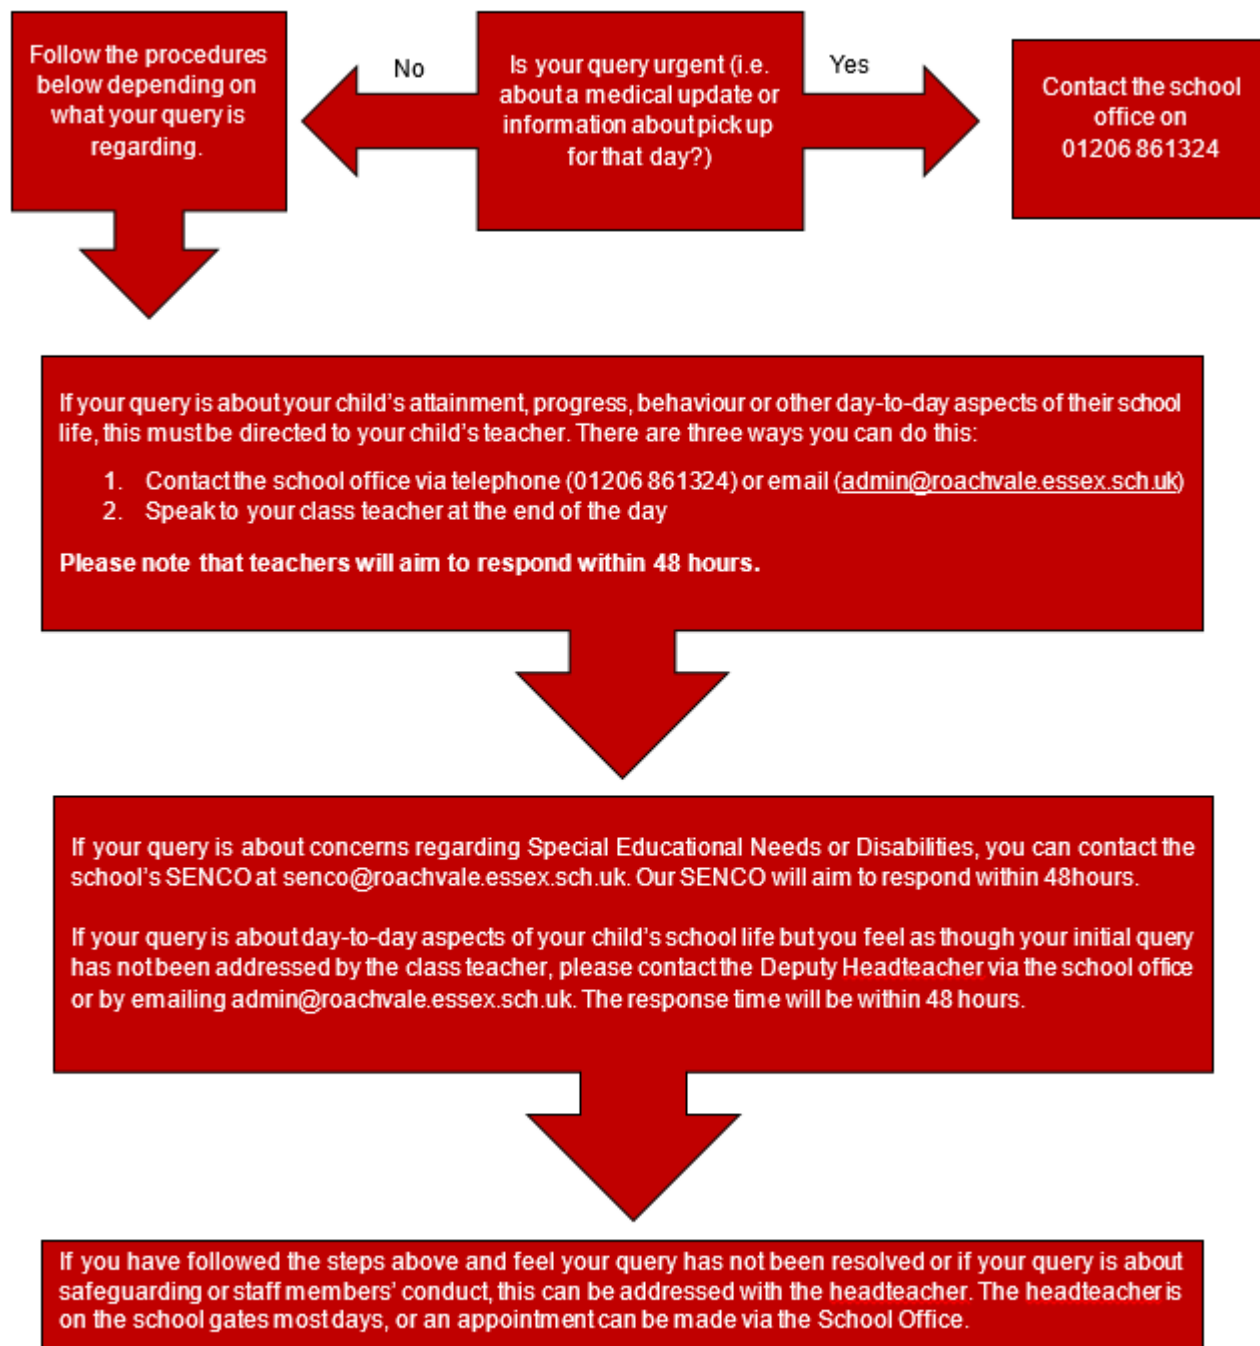 Follow the procedures
below depending on
what your query is
regarding.
No
Is your query urgent (i.e.
about a medical update or
information about pick up
for that day?)
Yes
Contact the school
office on
01206 861324
If your query is about your child's attainment, progress, behaviour or other day-to-day aspects of their school
life, this must be directed to your child's teacher. There are three ways you can do this:
1. Contact the school office via telephone (01206 861324) or email (admin@roachvale.essex.sch.uk)
2. Speak to your class teacher at the end of the day
Please note that teachers will aim to respond within 48 hours.
If your query is about concerns regarding Special Educational Needs or Disabilities, you can contact the
school's SENCO at senco@roachvale.essex.sch.uk. Our SENCO will aim to respond within 48hours.
If your query is about day-to-day aspects of your child's school life but you feel as though your initial query
has not been addressed by the class teacher, please contact the Deputy Headteacher via the school office
or by emailing admin@roachvale.essex.sch.uk. The response time will be within 48 hours.
If you have followed the steps above and feel your query has not been resolved or if your query is about
safeguarding or staff members' conduct, this can be addressed with the headteacher. The headteacher is
on the school gates most days, or an appointment can be made via the School Office.